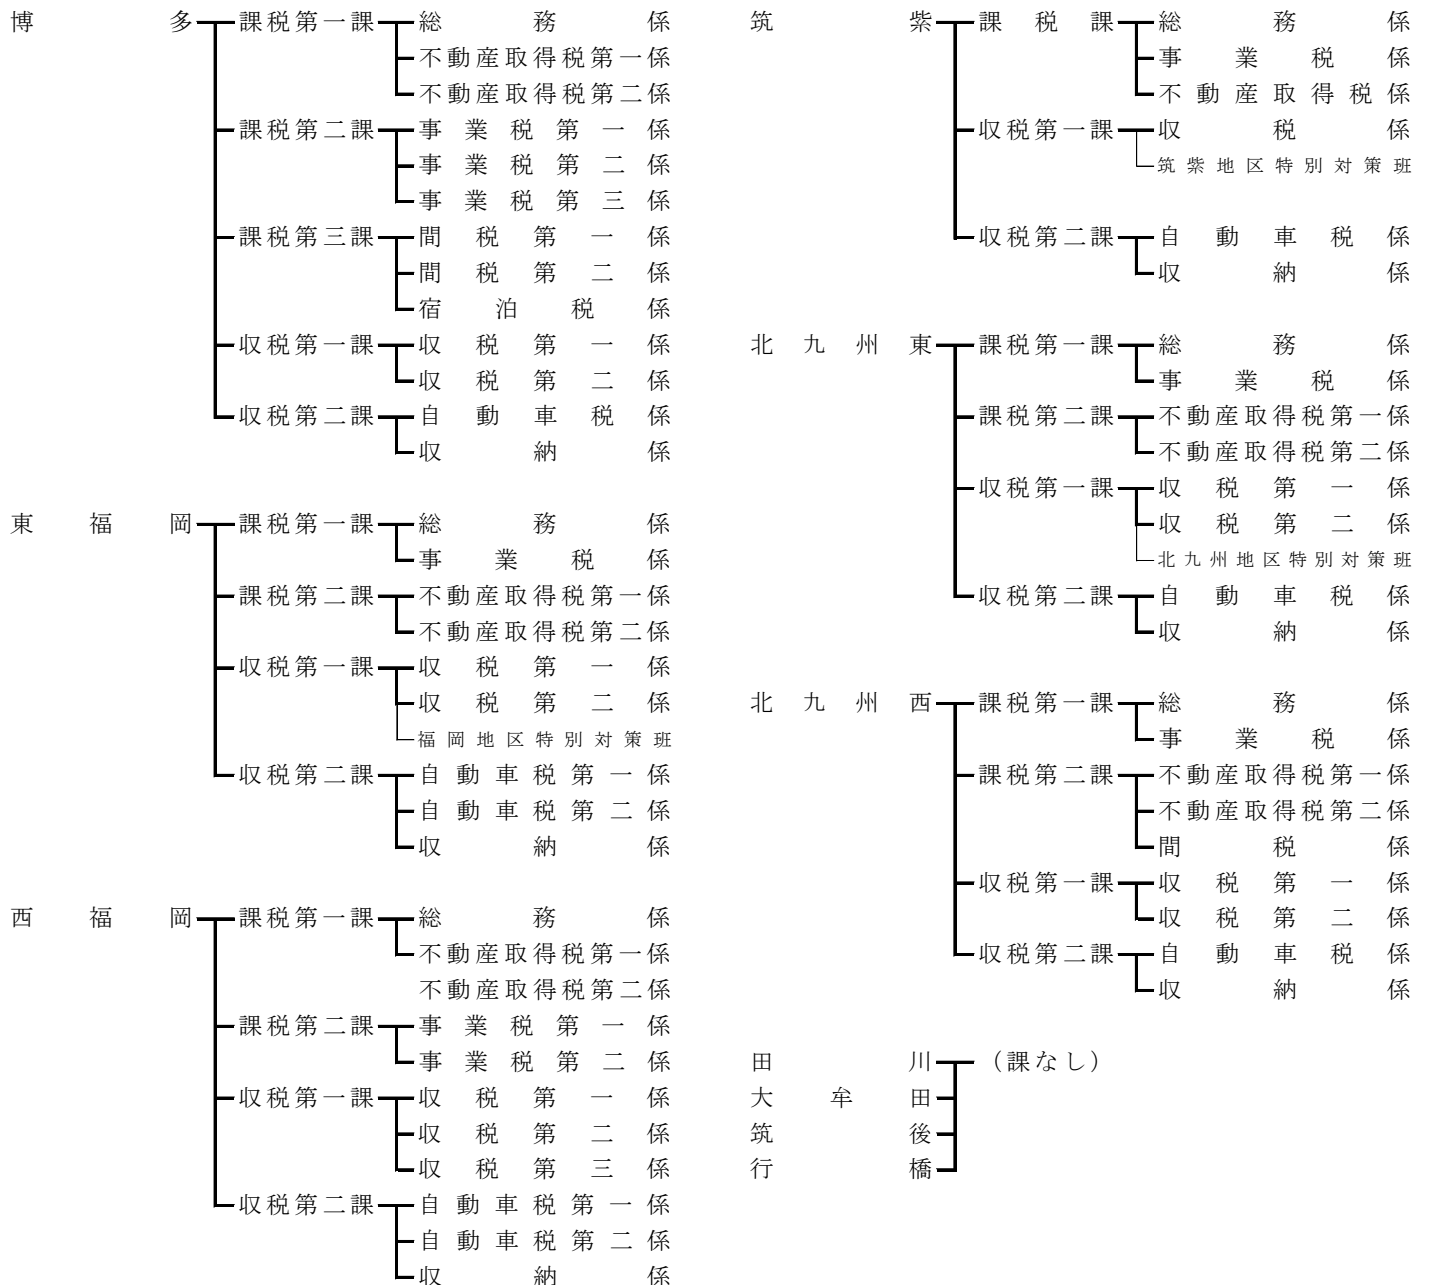 博多 課税第一課 総務係
不動産取得税第一係
不動産取得税第二係
課税第二課 事業税第一係
事業税第二係
事業税第三係
課税第三課 間税第一係
間税第二係
宿泊税係
収税第一課 収税第一係
収税第二係
収税第二課 自動車税係
収納係
東福岡 課税第一課 総務係
事業税係
課税第二課 不動産取得税第一係
不動産取得税第二係
収税第一課 収税第一係
収税第二係
福岡地区特別対策班
収税第二課 自動車税第一係
自動車税第二係
収納係
西福岡 課税第一課 総務係
不動産取得税第一係
不動産取得税第二係
課税第二課 事業税第一係
事業税第二係
収税第一課 収税第一係
収税第二係
収税第三係
収税第二課 自動車税第一係
自動車税第二係
収納係
筑紫 課税課 総務係
事業税係
不動産取得税係
収税第一課 収税係
筑紫地区特別対策班
収税第二課 自動車税係
収納係
北九州東 課税第一課 総務係
事業税係
課税第二課 不動産取得税第一係
不動産取得税第二係
収税第一課 収税第一係
収税第二係
北九州地区特別対策班
収税第二課 自動車税係
収納係
北九州西 課税第一課 総務係
事業税係
課税第二課 不動産取得税第一係
不動産取得税第二係
間税係
収税第一課 収税第一係
収税第二係
収税第二課 自動車税係
収納係
田川 (課なし)
大牟田
筑後
行橋